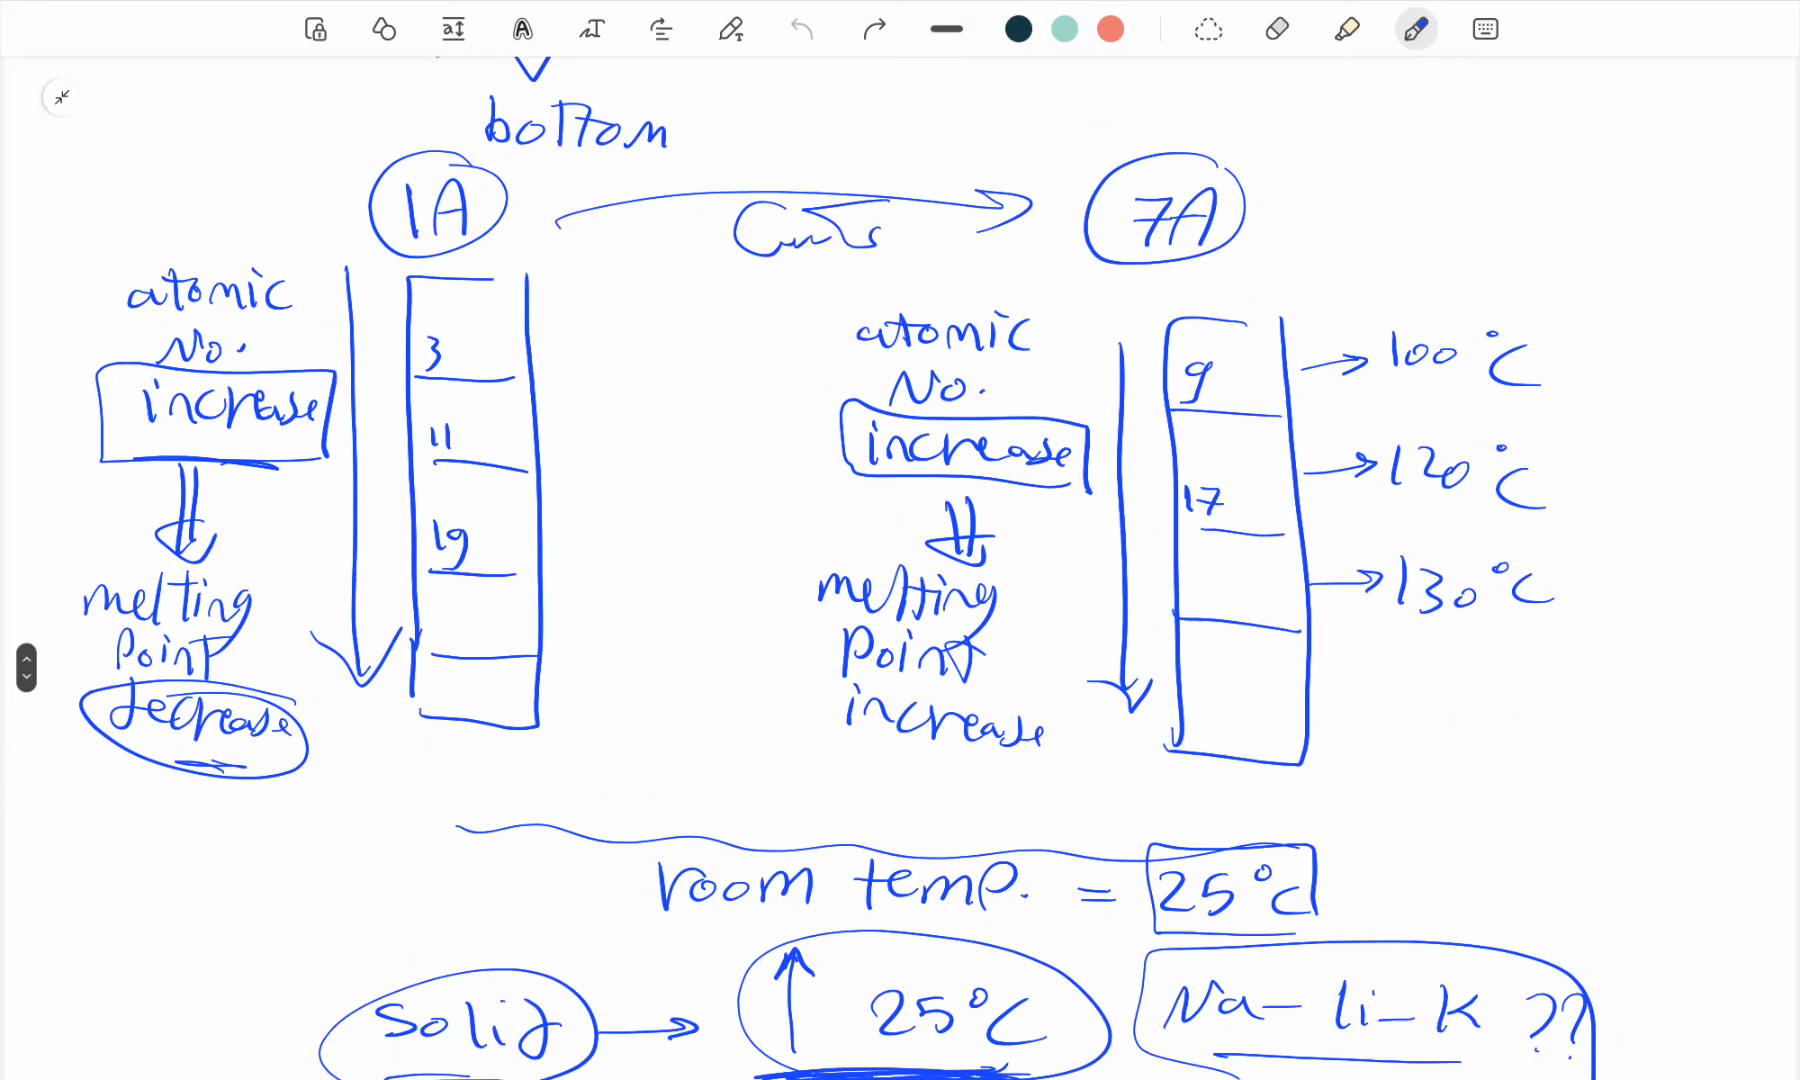 bottom
1A
7A
atomic
No.
increase
melting
point
decrease
3
11
19
atomic
No.
increase
melting
point
increase
9
17
100 °C
120 °C
130 °C
room temp. = 25°C
solid → ↑ 25°C
Na - li - K ??